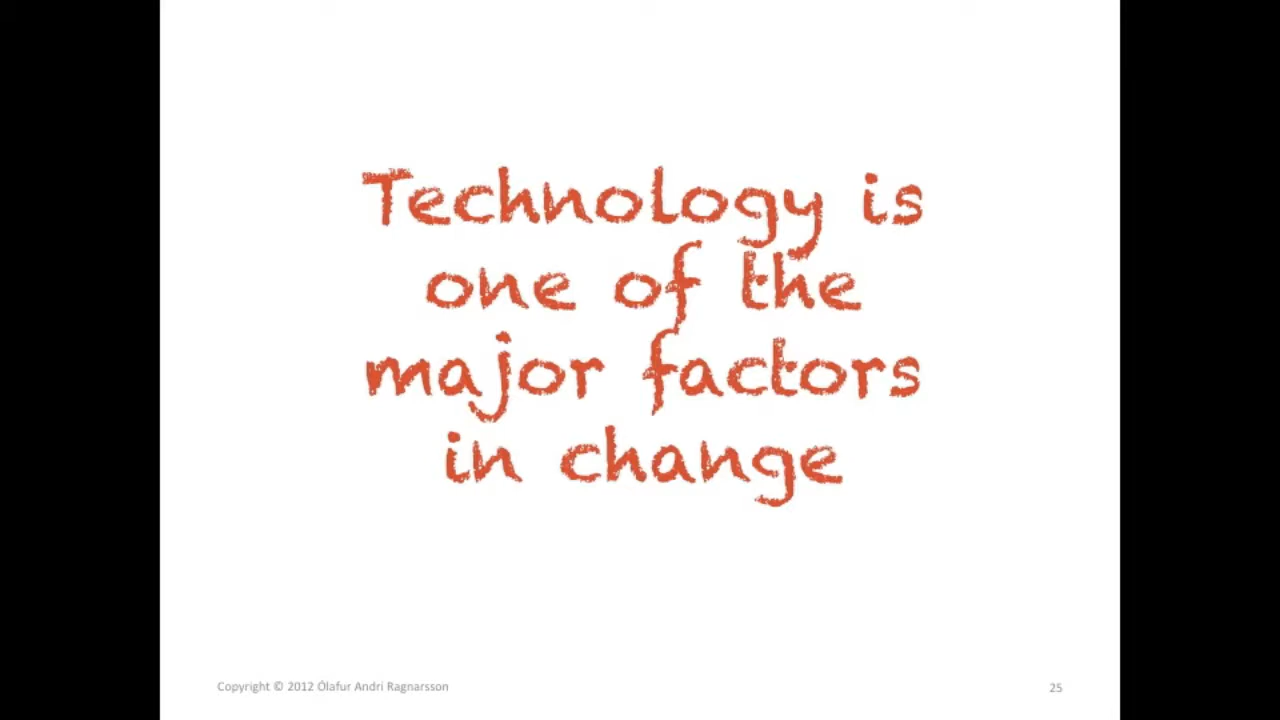 Technology is
one of the
major factors
in change
Copyright © 2012 Ólafur Andri Ragnarsson
25